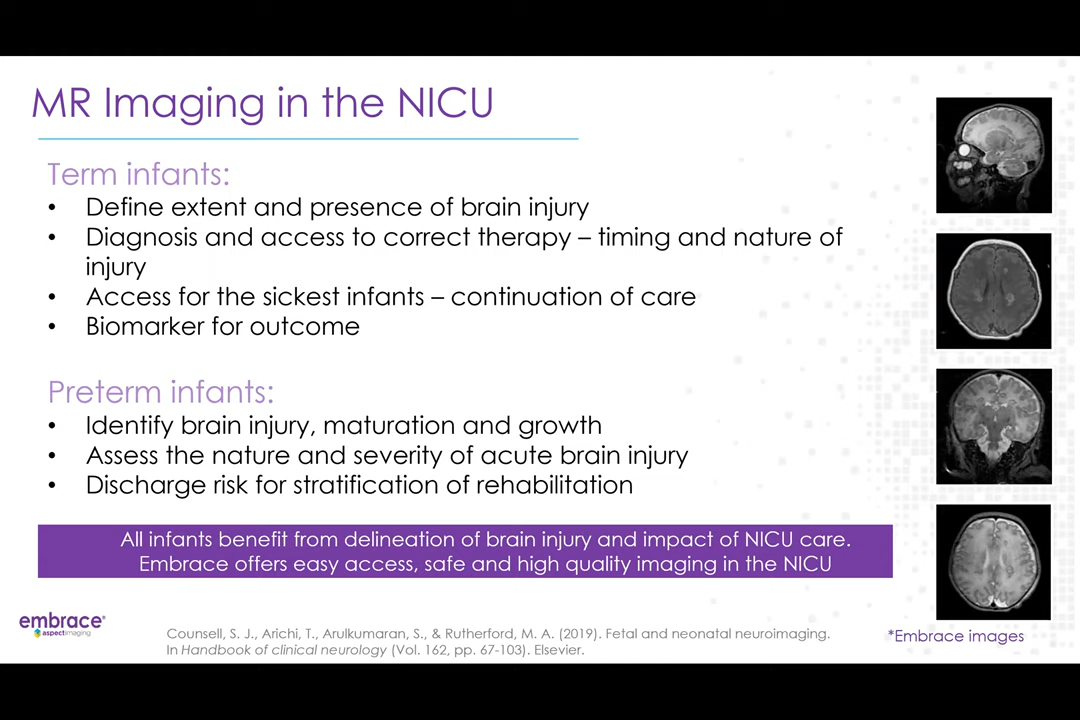 MR Imaging in the NICU
Term infants:
• Define extent and presence of brain injury
• Diagnosis and access to correct therapy – timing and nature of
injury
• Access for the sickest infants – continuation of care
• Biomarker for outcome
Preterm infants:
• Identify brain injury, maturation and growth
• Assess the nature and severity of acute brain injury
• Discharge risk for stratification of rehabilitation
All infants benefit from delineation of brain injury and impact of NICU care.
Embrace offers easy access, safe and high quality imaging in the NICU
embrace®
aspectimaging
Counsell, S. J., Arichi, T., Arulkumaran, S., & Rutherford, M. A. (2019). Fetal and neonatal neuroimaging.
In Handbook of clinical neurology (Vol. 162, pp. 67-103). Elsevier.
*Embrace images